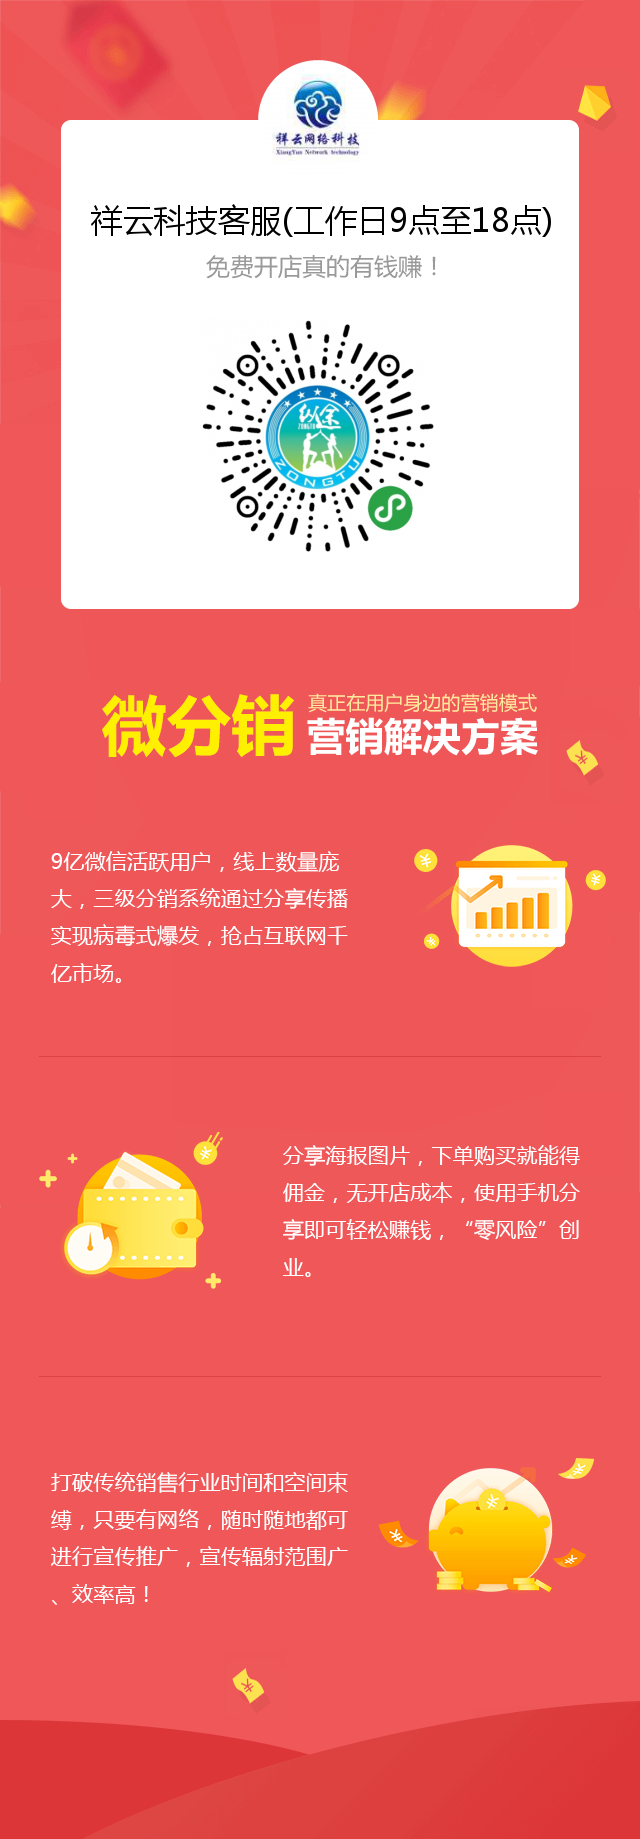 祥云网络科技
XiangYun Network technology
祥云科技客服(工作日9点至18点)
免费开店真的有钱赚！
纵途
ZONGTU
ZONGTU
微分销
真正在用户身边的营销模式
营销解决方案
9亿微信活跃用户，线上数量庞
大，三级分销系统通过分享传播
实现病毒式爆发，抢占互联网千
亿市场。
分享海报图片，下单购买就能得
佣金，无开店成本，使用手机分
享即可轻松赚钱，“零风险”创
业。
打破传统销售行业时间和空间束
缚，只要有网络，随时随地都可
进行宣传推广，宣传辐射范围广
、效率高！